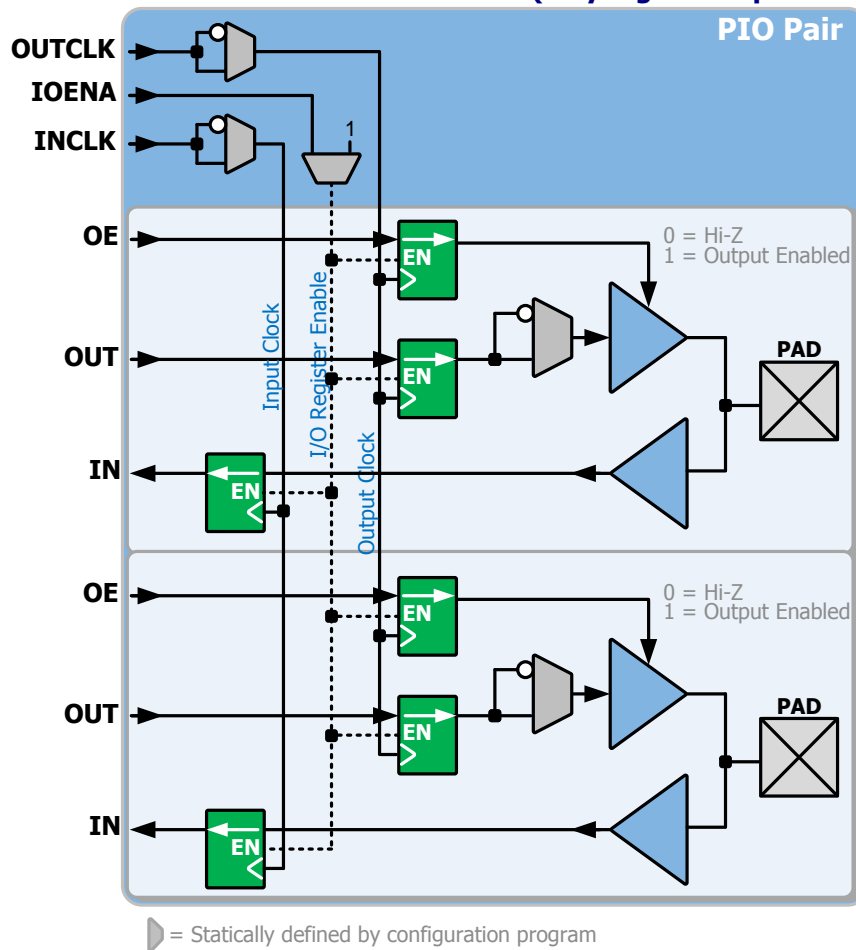 PIO Pair
OUTCLK
IOENA
INCLK
1
OE
0 = Hi-Z
1 = Output Enabled
EN
OUT
EN
PAD
IN
EN
Input Clock
I/O Register Enable
Output Clock
OE
0 = Hi-Z
1 = Output Enabled
EN
OUT
EN
PAD
IN
EN
= Statically defined by configuration program